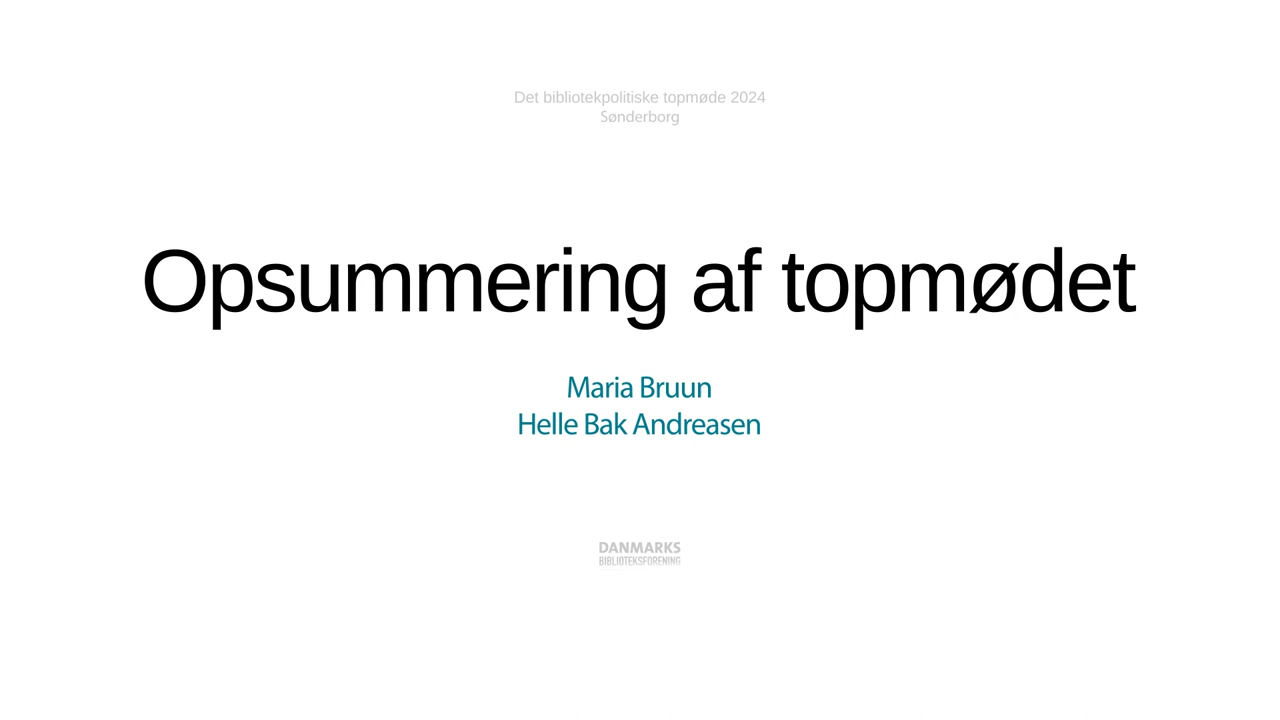 Det bibliotekpolitiske topmøde 2024
Sønderborg
Opsummering af topmødet
Maria Bruun
Helle Bak Andreasen
DANMARKS
BIBLIOTEKSFORENING